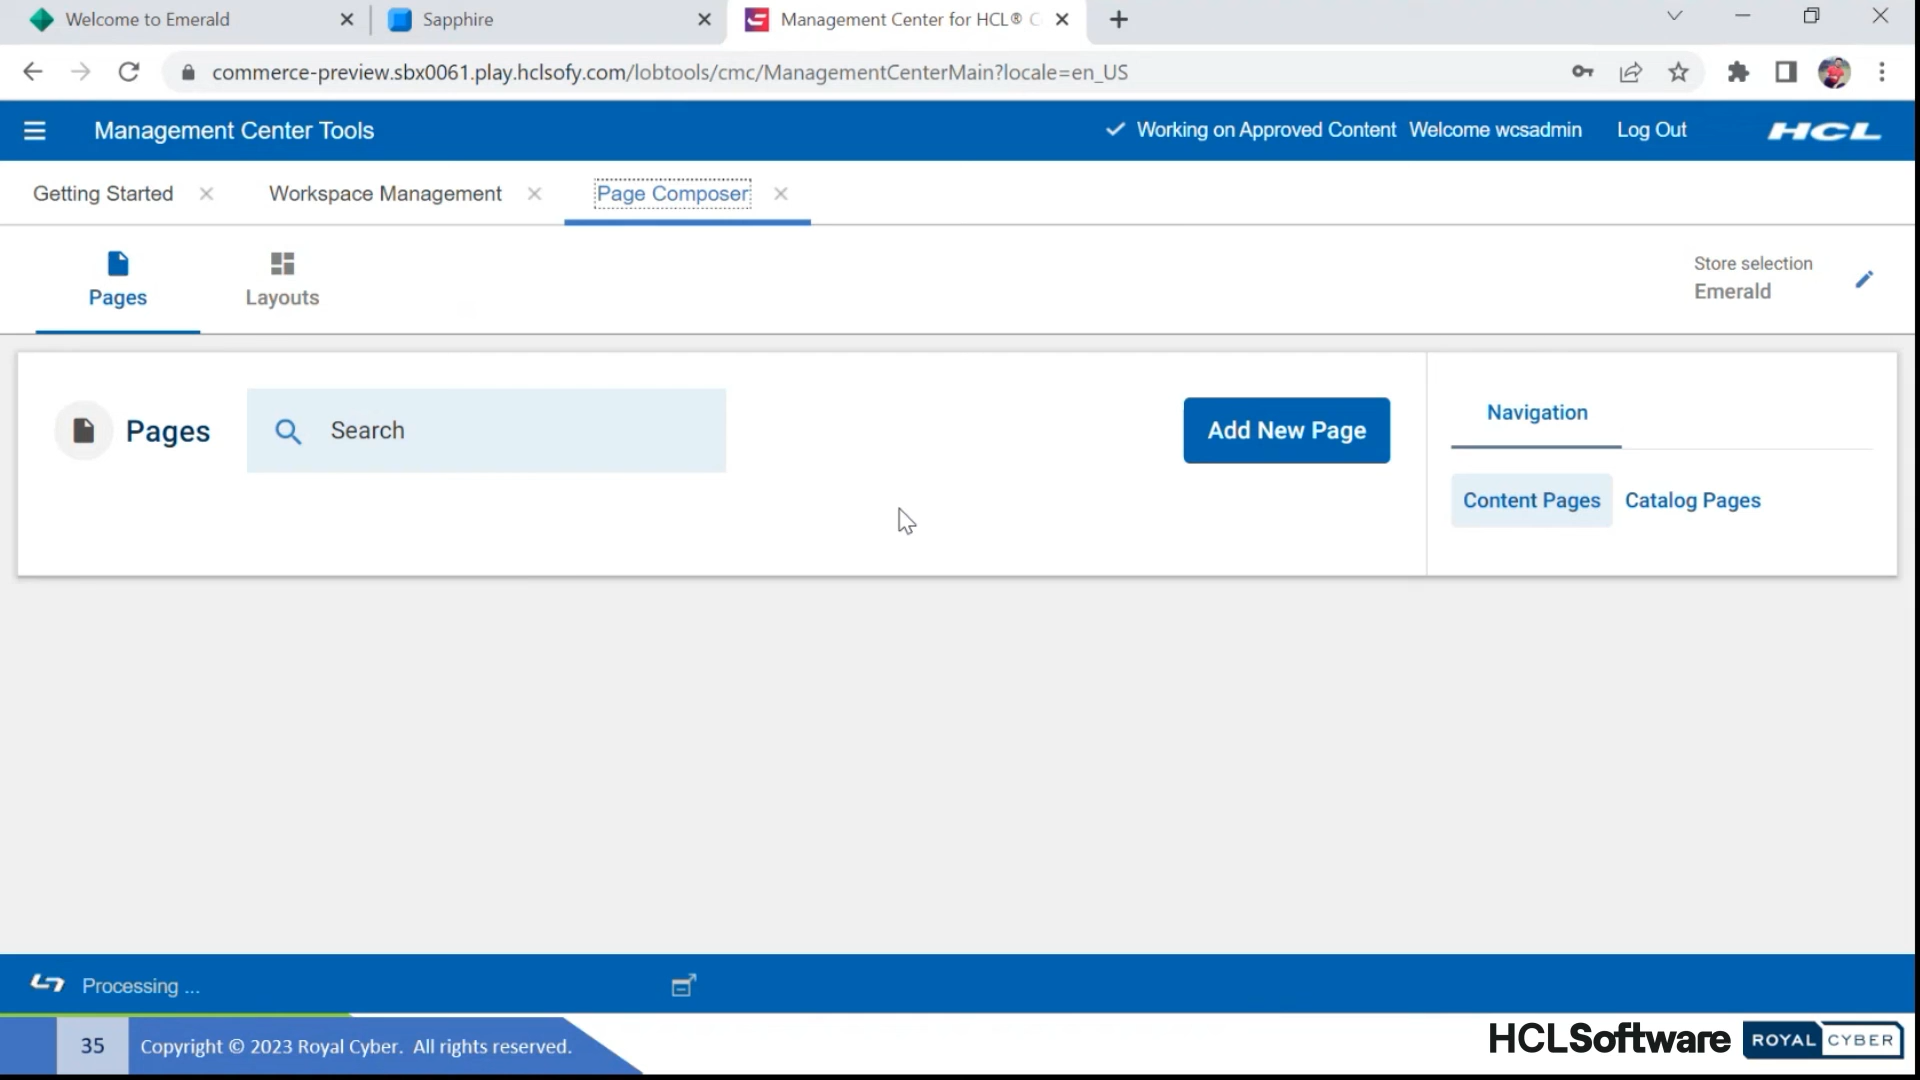 Welcome to Emerald
Sapphire
Management Center for HCL® C
commerce-preview.sbx0061.play.hclsofy.com/lobtools/cmc/ManagementCenterMain?locale=en_US
Management Center Tools
Working on Approved Content
Welcome wcsadmin
Log Out
HCL
Getting Started
Workspace Management
Page Composer
Pages
Layouts
Store selection
Emerald
Pages
Search
Add New Page
Navigation
Content Pages
Catalog Pages
Processing ...
35
Copyright © 2023 Royal Cyber. All rights reserved.
HCLSoftware
ROYAL CYBER